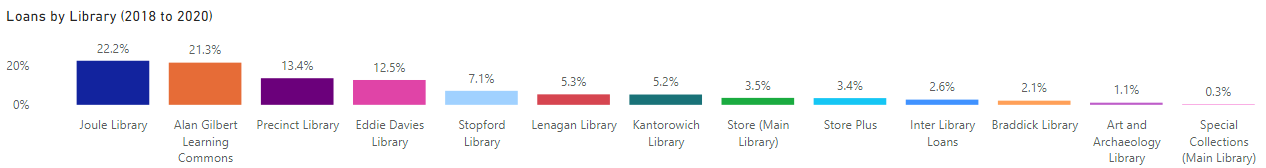 Loans by Library (2018 to 2020)
22.2%
21.3%
13.4%
12.5%
7.1%
5.3%
5.2%
3.5%
3.4%
2.6%
2.1%
1.1%
0.3%
20%
0%
Joule Library
Alan Gilbert
Learning
Commons
Precinct Library
Eddie Davies
Library
Stopford
Library
Lenagan Library
Kantorowich
Library
Store (Main
Library)
Store Plus
Inter Library
Loans
Braddick Library
Art and
Archaeology
Library
Special
Collections
(Main Library)